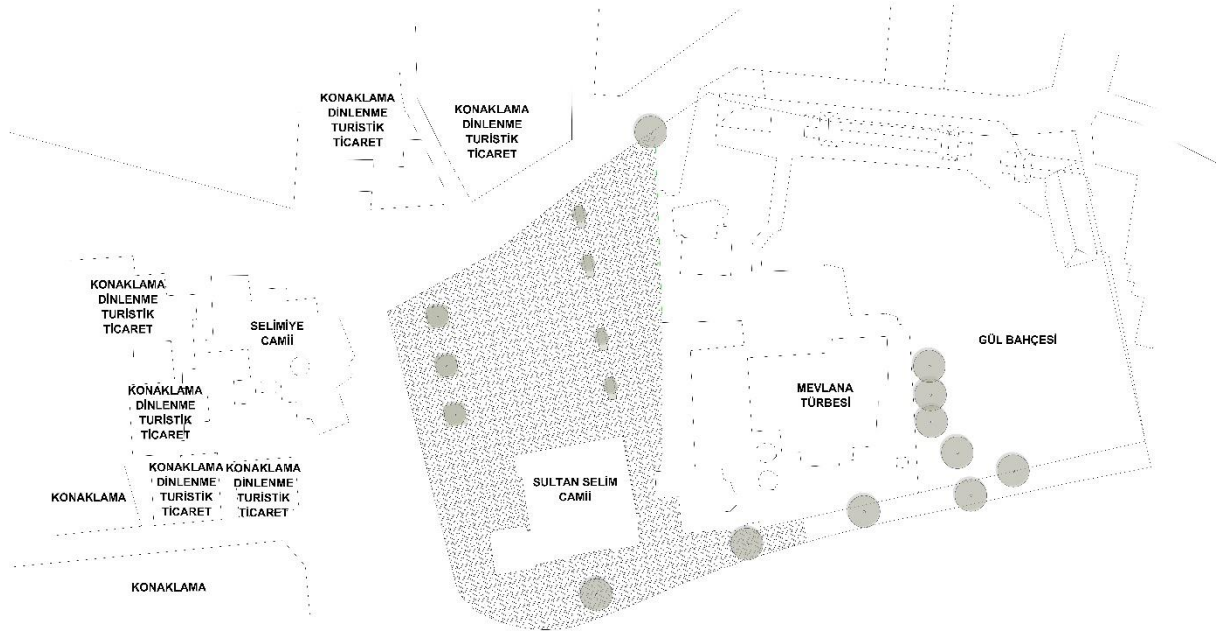 KONAKLAMA
DİNLENME
TURİSTİK
TİCARET
KONAKLAMA
DİNLENME
TURİSTİK
TİCARET
KONAKLAMA
DİNLENME
TURİSTİK
TİCARET
SELİMİYE
CAMİİ
GÜL BAHÇESİ
MEVLANA
TÜRBESİ
KONAKLAMA
DİNLENME
TURİSTİK
TİCARET
KONAKLAMA
KONAKLAMA
DİNLENME
TURİSTİK
TİCARET
KONAKLAMA
DİNLENME
TURİSTİK
TİCARET
SULTAN SELİM
CAMİİ
KONAKLAMA